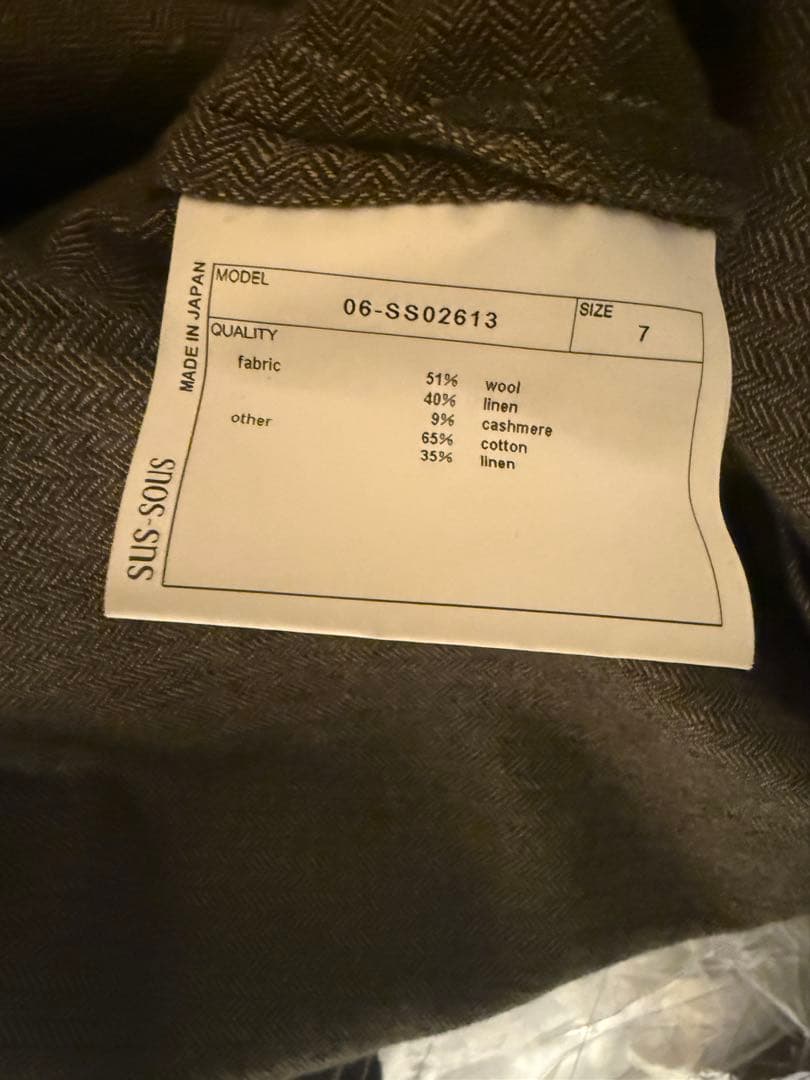 MODEL
06-SS02613
SIZE
7
QUALITY
fabric
51% wool
40% linen
9% cashmere
other
65% cotton
35% linen
MADE IN JAPAN
sus-sous